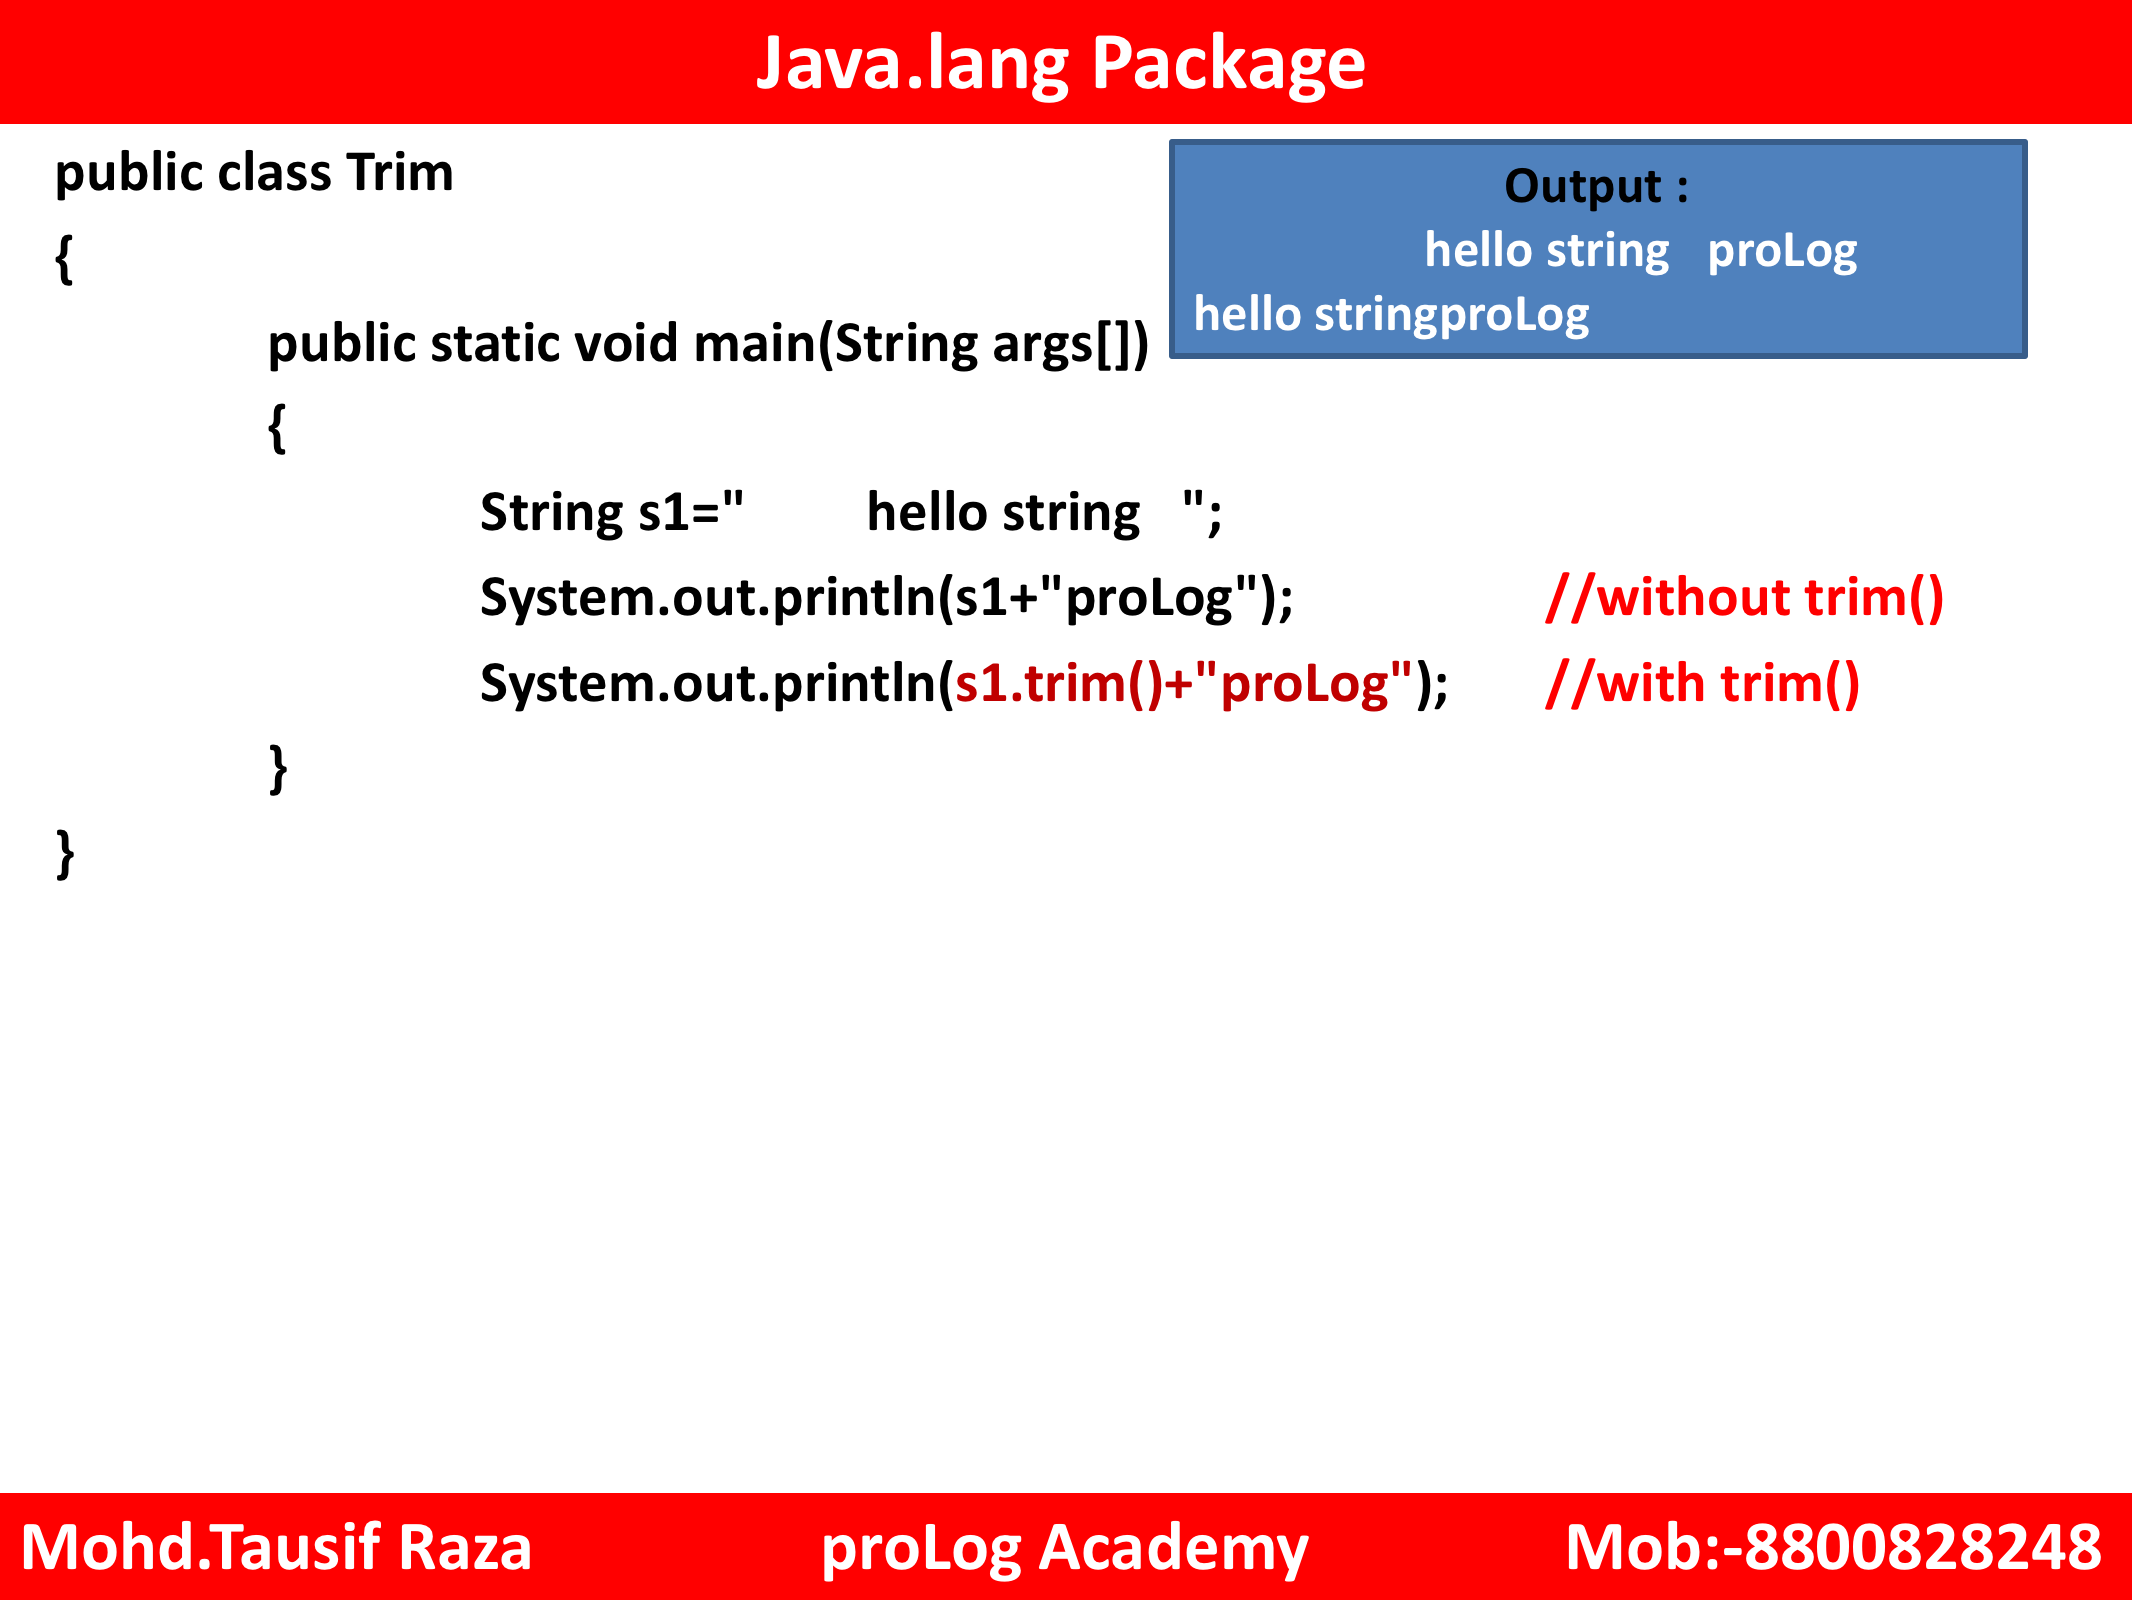 Java.lang Package
public class Trim
{
public static void main(String args[])
{
String s1="        hello string   ";
System.out.println(s1+"proLog"); //without trim()
System.out.println(s1.trim()+"proLog"); //with trim()
}
}
Output :
hello string   proLog
hello stringproLog
Mohd.Tausif Raza
proLog Academy
Mob:-8800828248